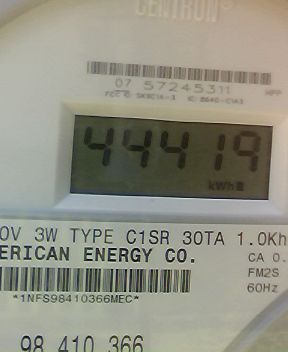 CENTRON®
07 57245311
44419
kWh
0V 3W TYPE C1SR 30TA 1.0Kh
ERICAN ENERGY CO. CA 0.
FM2S
*1NFS98410366MEC* 60Hz
98 410 366